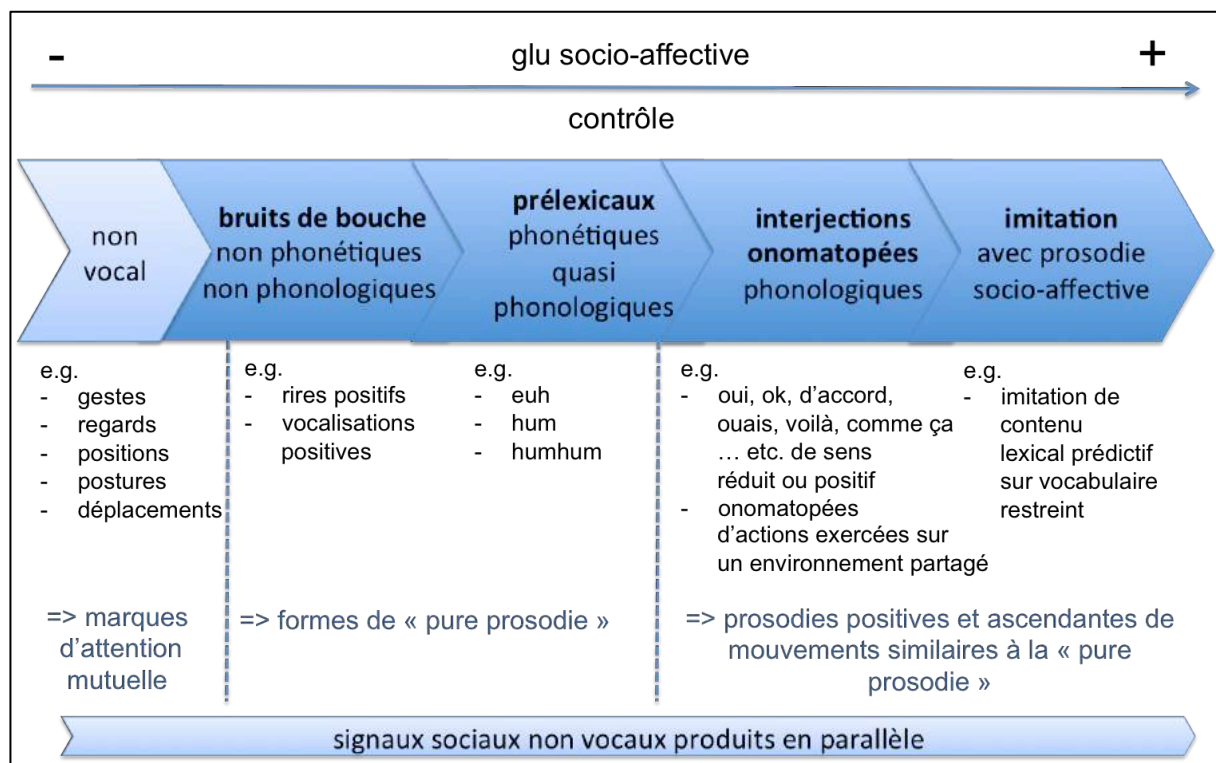 - glu socio-affective +
contrôle
non
vocal
bruits de bouche
non phonétiques
non phonologiques
prélexicaux
phonétiques
quasi
phonologiques
interjections
onomatopées
phonologiques
imitation
avec prosodie
socio-affective
e.g.
- gestes
- regards
- positions
- postures
- déplacements
e.g.
- rires positifs
- vocalisations
positives
e.g.
- euh
- hum
- humhum
e.g.
- oui, ok, d'accord,
ouais, voilà, comme ça
… etc. de sens
réduit ou positif
- onomatopées
d'actions exercées sur
un environnement partagé
e.g.
- imitation de
contenu
lexical prédictif
sur vocabulaire
restreint
=> marques
d'attention
mutuelle
=> formes de « pure prosodie »
=> prosodies positives et ascendantes de
mouvements similaires à la « pure
prosodie »
signaux sociaux non vocaux produits en parallèle